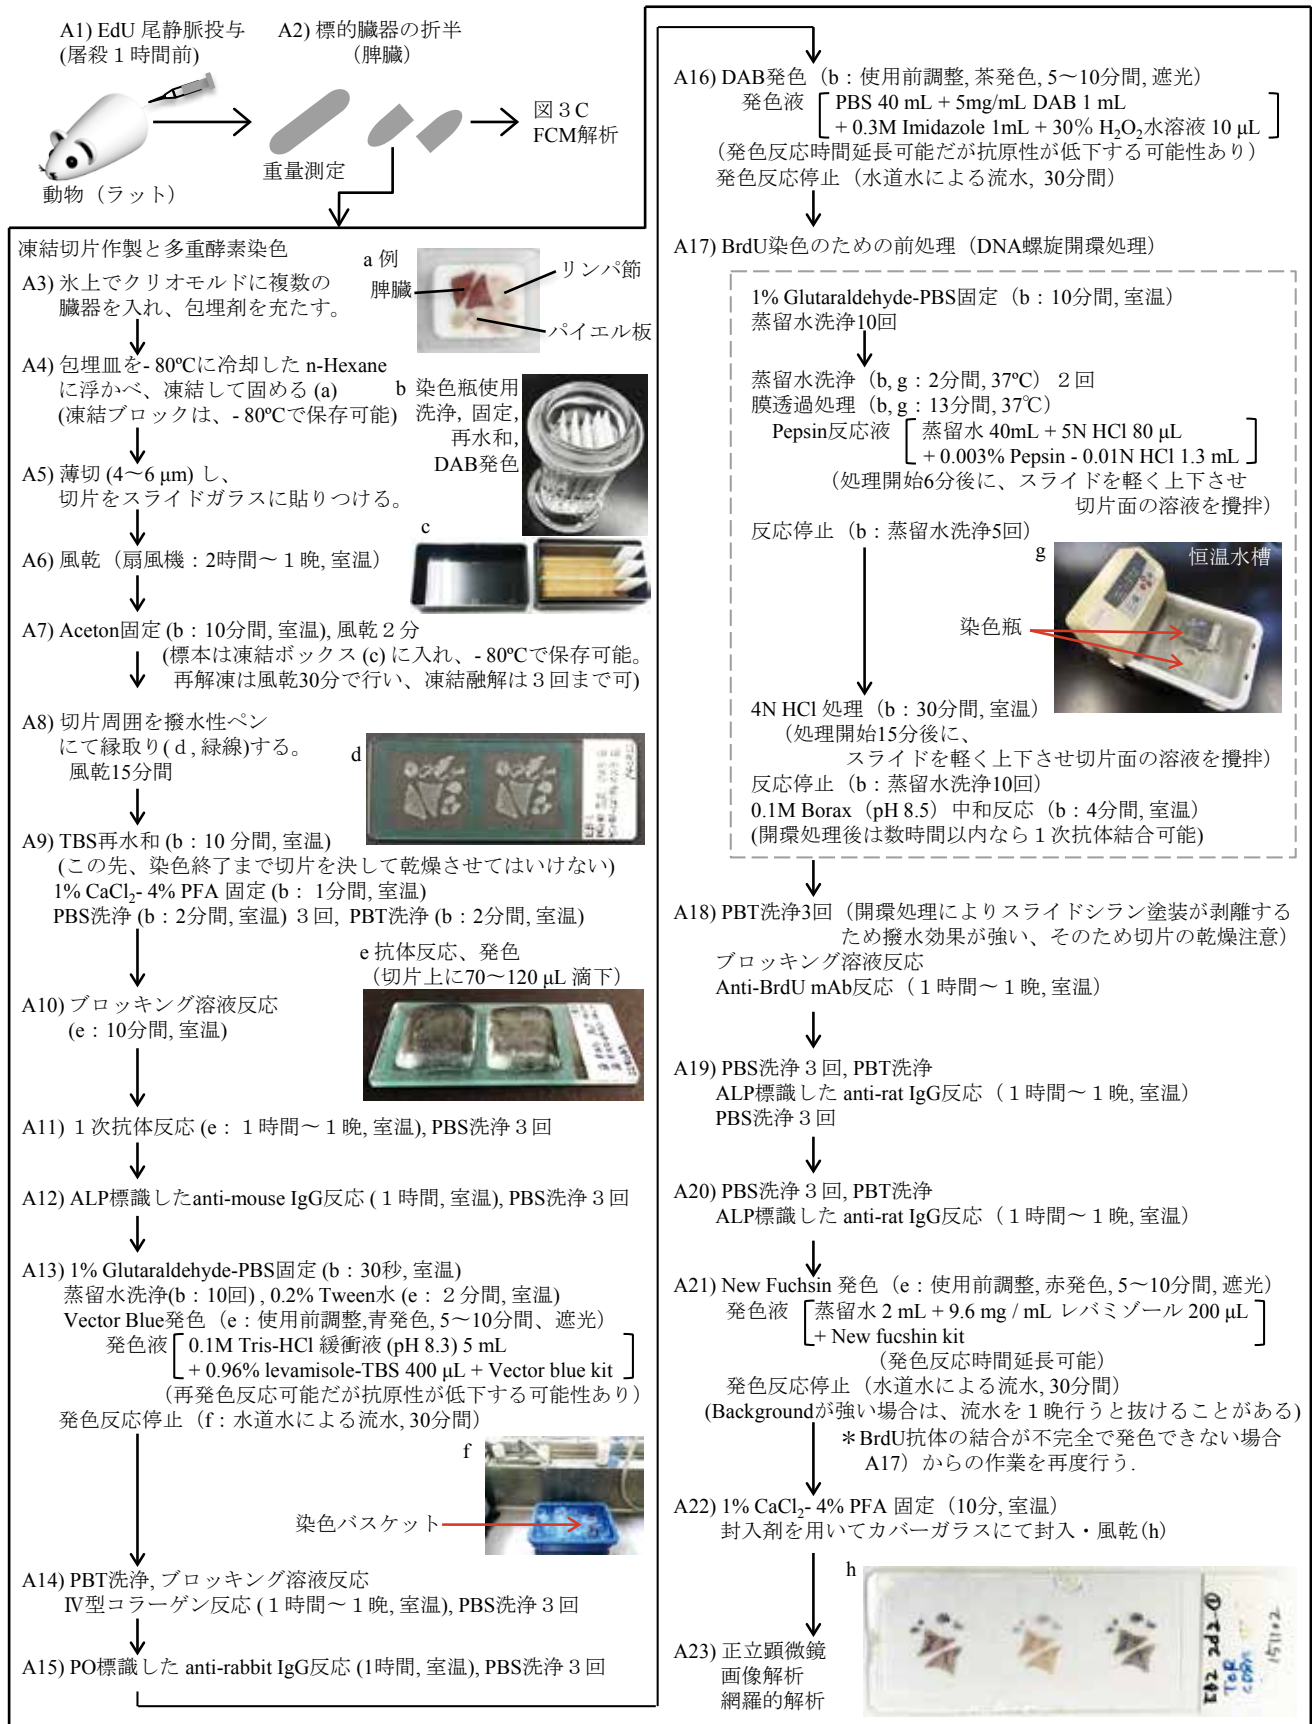 A1) EdU 尾静脈投与
(屠殺１時間前)
A2) 標的臓器の折半
（脾臓）
動物（ラット）
重量測定
図３C
FCM解析
凍結切片作製と多重酵素染色
A3) 氷上でクリオモルドに複数の
臓器を入れ、包埋剤を充たす。
a 例
脾臓
リンパ節
パイエル板
A4) 包埋皿を- 80ºCに冷却した n-Hexane
に浮かべ、凍結して固める (a)
(凍結ブロックは、- 80ºCで保存可能)
b 染色瓶使用
洗浄, 固定,
再水和,
DAB発色
A5) 薄切 (4〜6 μm) し、
切片をスライドガラスに貼りつける。
c
A6) 風乾（扇風機：2時間〜１晩, 室温）
A7) Aceton固定 (b：10分間, 室温), 風乾２分
(標本は凍結ボックス (c) に入れ、- 80ºCで保存可能。
再解凍は風乾30分で行い、凍結融解は３回まで可)
A8) 切片周囲を撥水性ペン
にて縁取り(ｄ, 緑線)する。
風乾15分間
d
A9) TBS再水和 (b：10 分間, 室温)
(この先、染色終了まで切片を決して乾燥させてはいけない)
1% CaCl₂- 4% PFA 固定 (b： 1分間, 室温)
PBS洗浄 (b：2分間, 室温) ３回, PBT洗浄 (b：2分間, 室温)
e 抗体反応、発色
（切片上に70〜120 μL 滴下）
A10) ブロッキング溶液反応
(e：10分間, 室温)
A11) １次抗体反応 (e：１時間〜１晩, 室温), PBS洗浄３回
A12) ALP標識したanti-mouse IgG反応 (１時間, 室温), PBS洗浄３回
A13) 1% Glutaraldehyde-PBS固定 (b：30秒, 室温)
蒸留水洗浄(b：10回) , 0.2% Tween水 (e：２分間, 室温)
Vector Blue発色（e：使用前調整,青発色, 5〜10分間、遮光）
発色液 0.1M Tris-HCl 緩衝液 (pH 8.3) 5 mL
+ 0.96% levamisole-TBS 400 μL + Vector blue kit
（再発色反応可能だが抗原性が低下する可能性あり）
発色反応停止（f：水道水による流水, 30分間）
f
染色バスケット
A14) PBT洗浄, ブロッキング溶液反応
Ⅳ型コラーゲン反応 (１時間〜１晩, 室温), PBS洗浄３回
A15) PO標識した anti-rabbit IgG反応 (1時間, 室温), PBS洗浄３回
A16) DAB発色（b：使用前調整, 茶発色, 5〜10分間, 遮光）
発色液 PBS 40 mL + 5mg/mL DAB 1 mL
+ 0.3M Imidazole 1mL + 30% H₂O₂水溶液 10 μL
（発色反応時間延長可能だが抗原性が低下する可能性あり）
発色反応停止（水道水による流水, 30分間）
A17) BrdU染色のための前処理（DNA螺旋開環処理）
1% Glutaraldehyde-PBS固定（b：10分間, 室温）
蒸留水洗浄10回
蒸留水洗浄（b, g：2分間, 37ºC）２回
膜透過処理（b, g：13分間, 37℃）
Pepsin反応液 蒸留水 40mL + 5N HCl 80 μL
+ 0.003% Pepsin - 0.01N HCl 1.3 mL
（処理開始6分後に、スライドを軽く上下させ
切片面の溶液を攪拌）
反応停止（b：蒸留水洗浄5回）
g
恒温水槽
染色瓶
4N HCl 処理（b：30分間, 室温）
（処理開始15分後に、
スライドを軽く上下させ切片面の溶液を攪拌）
反応停止（b：蒸留水洗浄10回）
0.1M Borax（pH 8.5）中和反応（b：4分間, 室温）
(開環処理後は数時間以内なら１次抗体結合可能)
A18) PBT洗浄3回（開環処理によりスライドシラン塗装が剥離する
ため撥水効果が強い、そのため切片の乾燥注意）
ブロッキング溶液反応
Anti-BrdU mAb反応（１時間〜１晩, 室温）
A19) PBS洗浄３回, PBT洗浄
ALP標識した anti-rat IgG反応（１時間〜１晩, 室温）
PBS洗浄３回
A20) PBS洗浄３回, PBT洗浄
ALP標識した anti-rat IgG反応（１時間〜１晩, 室温）
A21) New Fuchsin 発色（e：使用前調整, 赤発色, 5〜10分間, 遮光）
発色液 蒸留水 2 mL + 9.6 mg / mL レバミゾール 200 μL
+ New fucshin kit
（発色反応時間延長可能）
発色反応停止（水道水による流水, 30分間）
(Backgroundが強い場合は、流水を１晩行うと抜けることがある)
＊BrdU抗体の結合が不完全で発色できない場合
A17）からの作業を再度行う.
A22) 1% CaCl₂- 4% PFA 固定（10分, 室温）
封入剤を用いてカバーガラスにて封入・風乾(h)
h
A23) 正立顕微鏡
画像解析
網羅的解析
151102